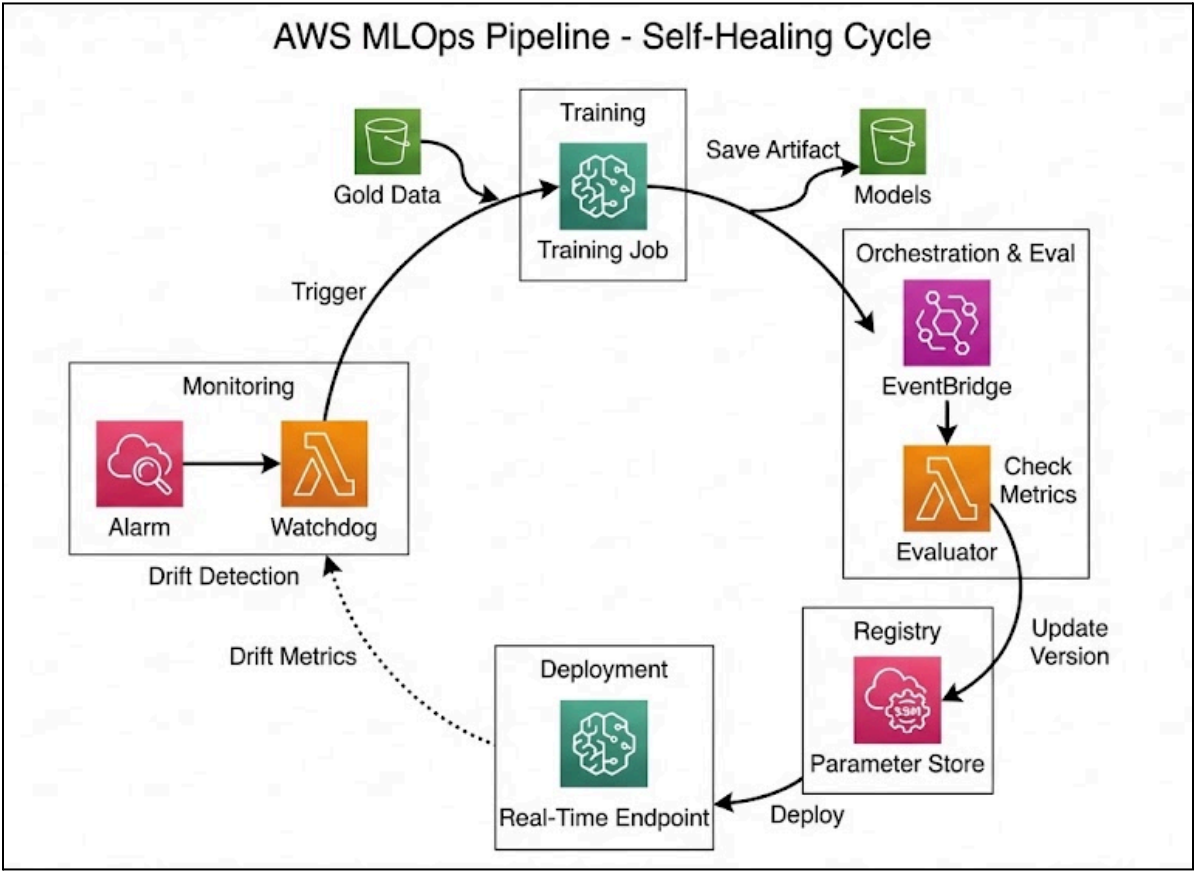 AWS MLOps Pipeline - Self-Healing Cycle
Training
Save Artifact
Gold Data
Models
Training Job
Orchestration & Eval
Trigger
EventBridge
Monitoring
Check
Metrics
Alarm
Watchdog
Evaluator
Drift Detection
Registry
Update
Version
Drift Metrics
Deployment
SSM
Parameter Store
Real-Time Endpoint
Deploy